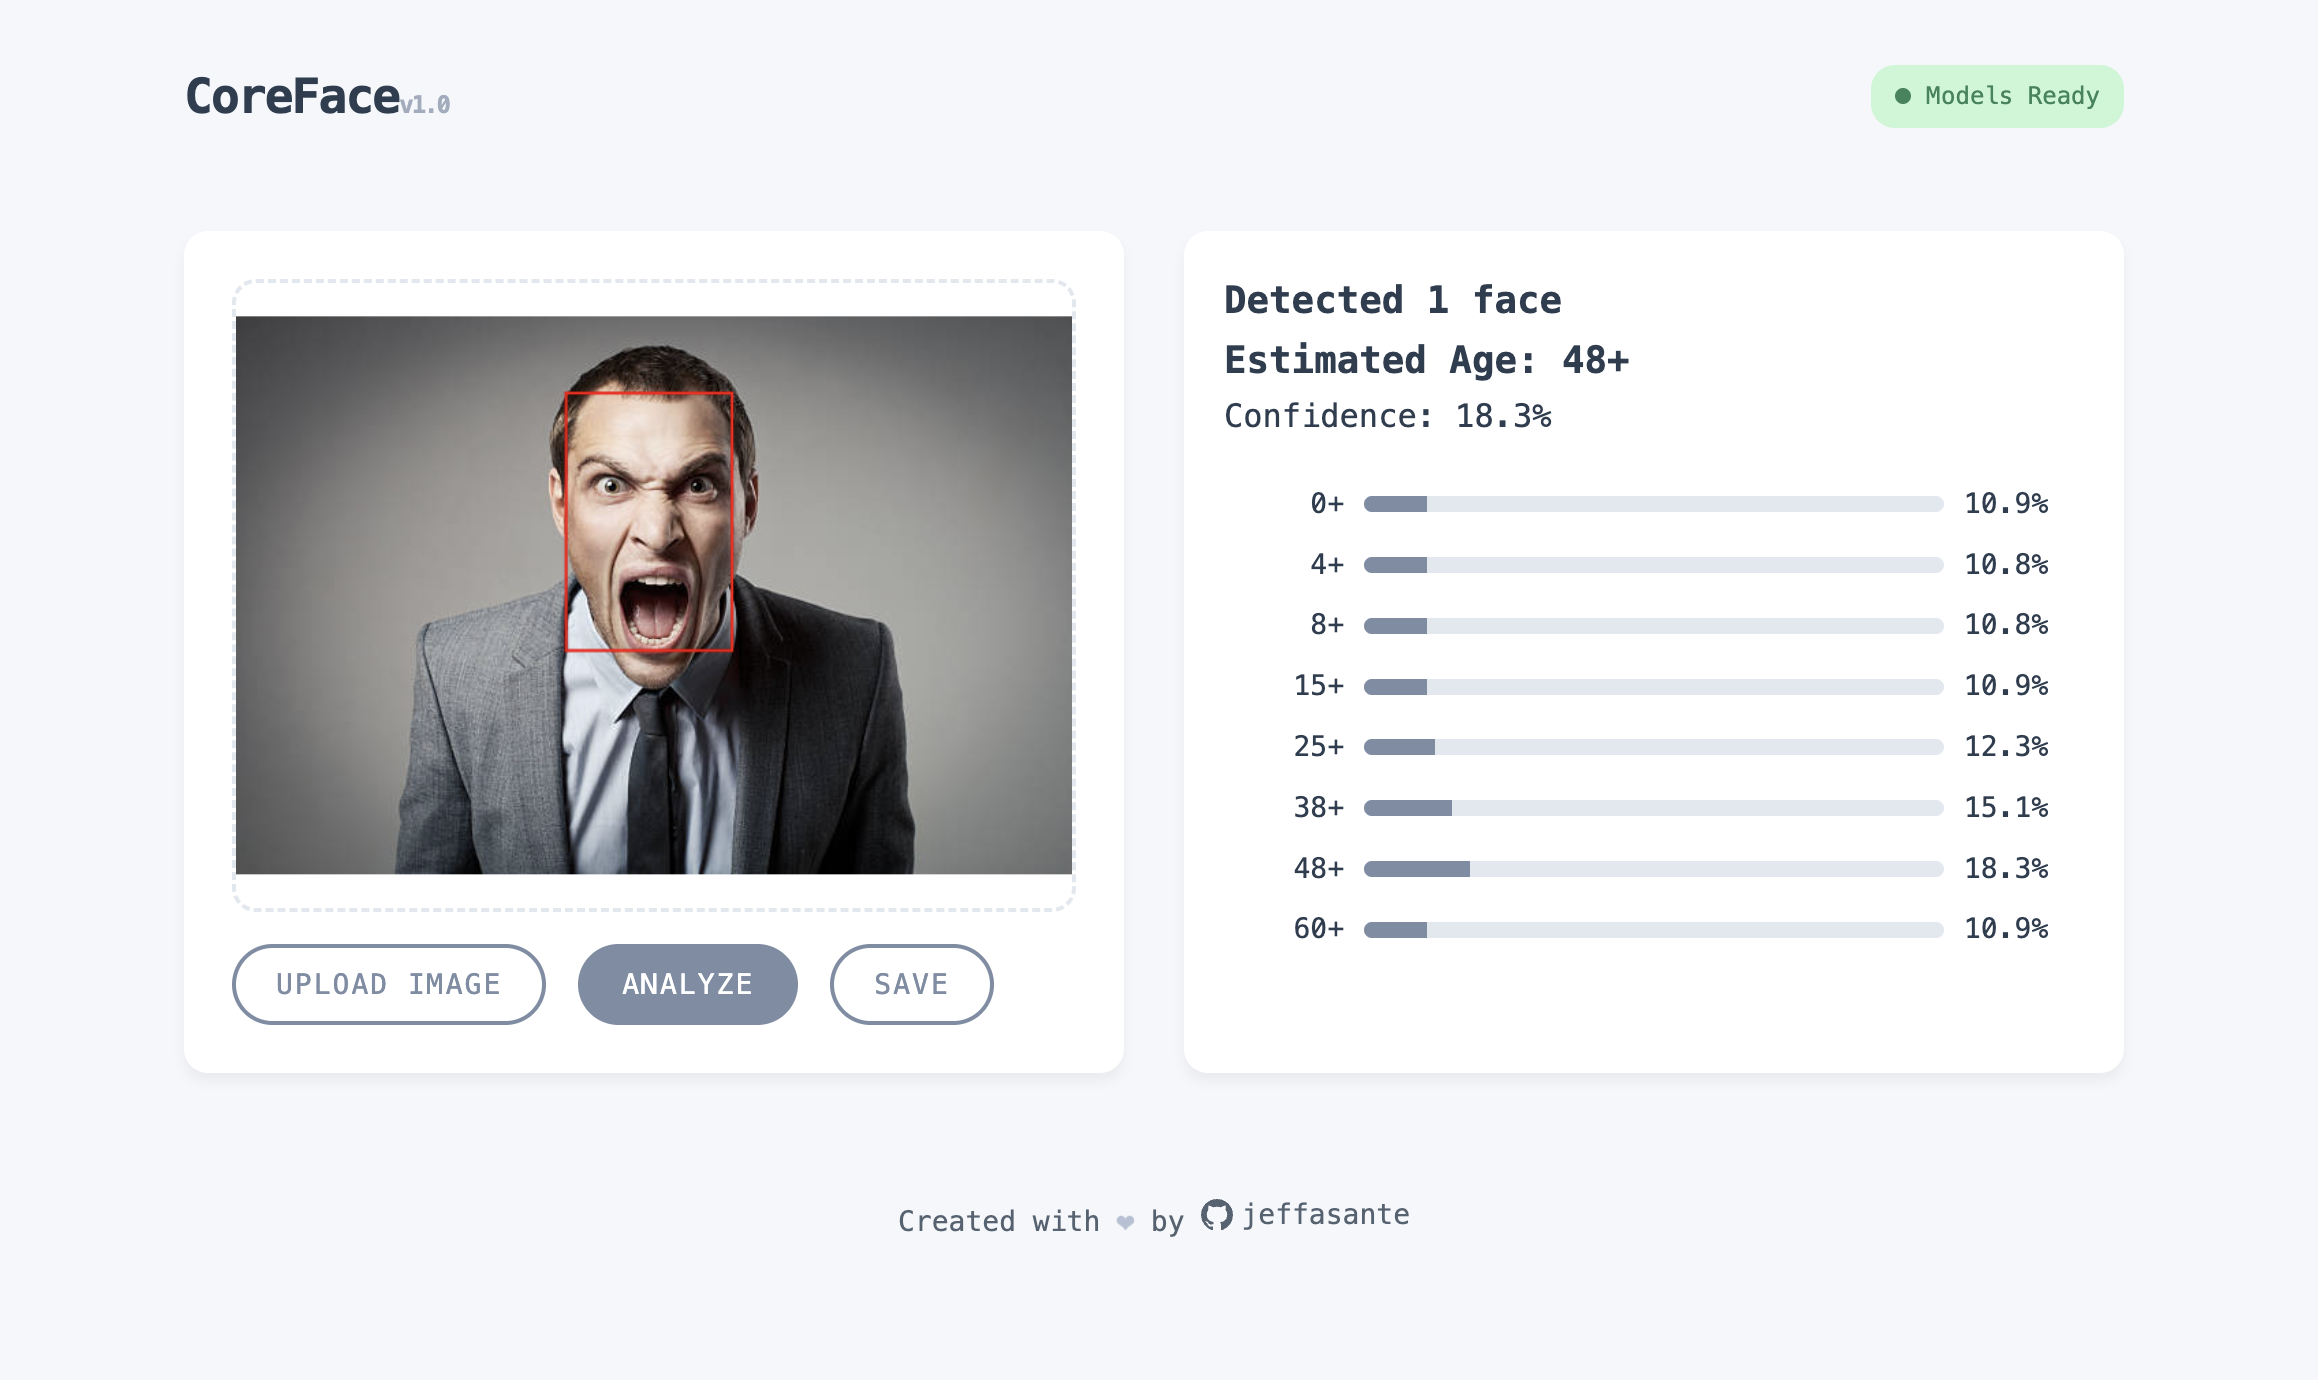 CoreFace v1.0
Models Ready
Detected 1 face
Estimated Age: 48+
Confidence: 18.3%
0+ 10.9%
4+ 10.8%
8+ 10.8%
15+ 10.9%
25+ 12.3%
38+ 15.1%
48+ 18.3%
60+ 10.9%
UPLOAD IMAGE ANALYZE SAVE
Created with ❤ by jeffasante